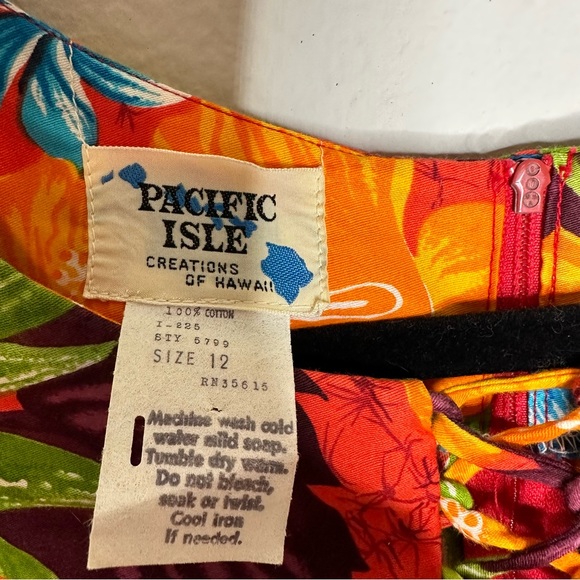 PACIFIC
ISLE
CREATIONS
OF HAWAII
100% COTTON
I-225
STY 5799
SIZE 12
RN35615
Machine wash cold
water mild soap.
Tumble dry warm.
Do not bleach,
soak or twist.
Cool iron
If needed.